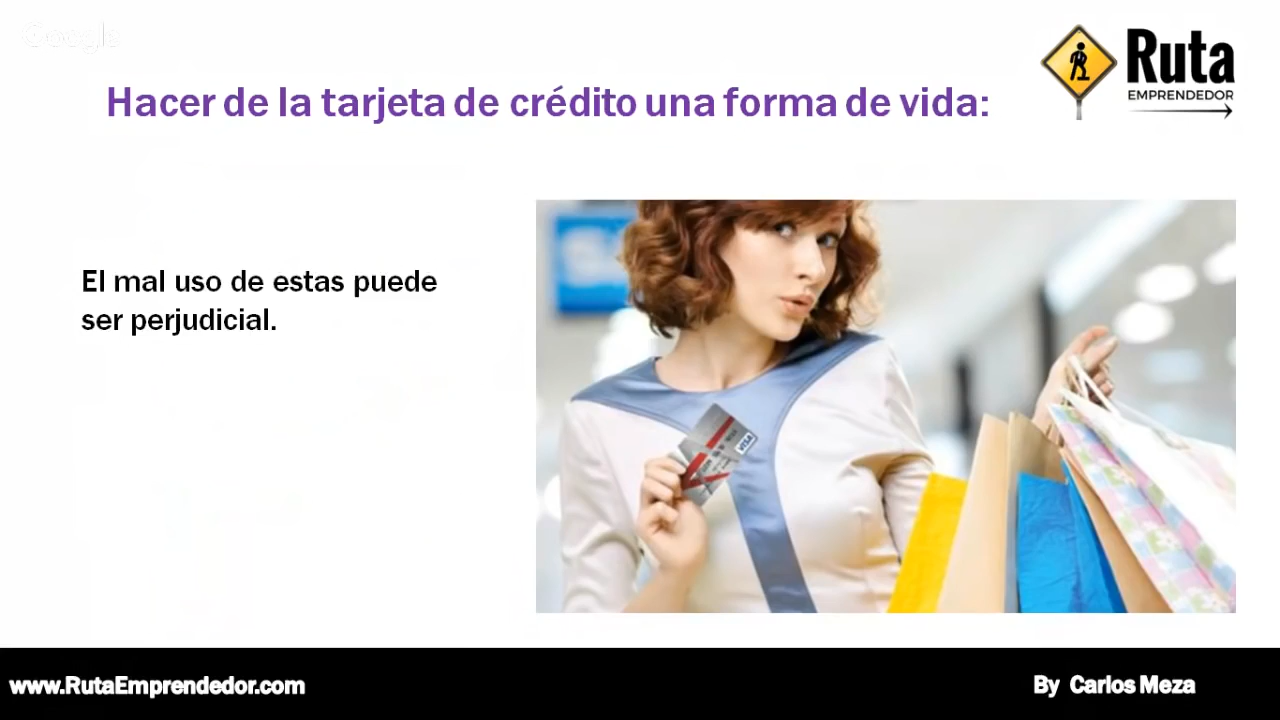 Google
Ruta
EMPRENDEDOR
Hacer de la tarjeta de crédito una forma de vida:
El mal uso de estas puede
ser perjudicial.
VISA
www.RutaEmprendedor.com
By Carlos Meza